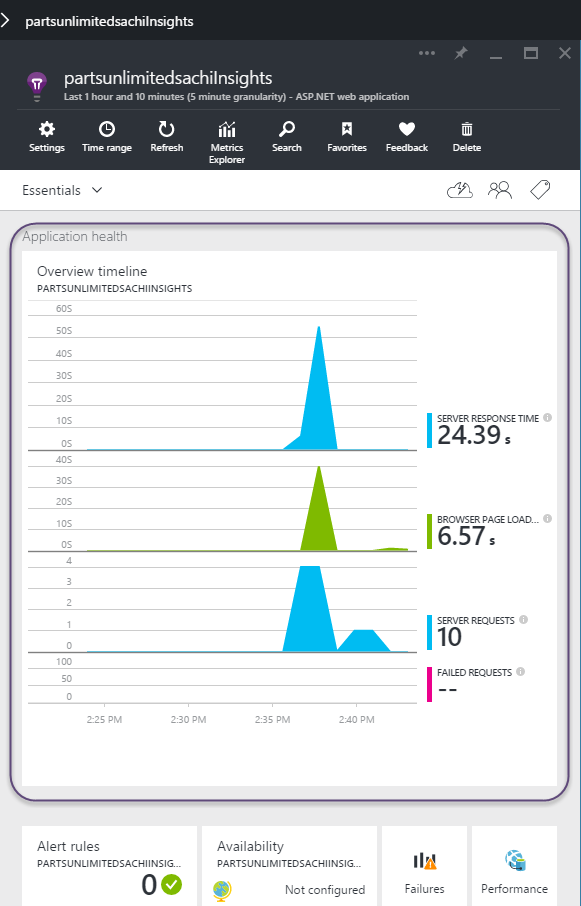 partsunlimitedsachiInsights
partsunlimitedsachiInsights
Last 1 hour and 10 minutes (5 minute granularity) - ASP.NET web application
Settings
Time range
Refresh
Metrics
Explorer
Search
Favorites
Feedback
Delete
Essentials
Application health
Overview timeline
PARTSUNLIMITEDSACHIINSIGHTS
60S
50S
40S
30S
20S
10S
0S
SERVER RESPONSE TIME
24.39 s
40S
30S
20S
10S
0S
BROWSER PAGE LOAD...
6.57 s
4
3
2
1
0
SERVER REQUESTS
10
100
50
0
FAILED REQUESTS
--
2:25 PM
2:30 PM
2:35 PM
2:40 PM
Alert rules
PARTSUNLIMITEDSACHIINSIG...
0
Availability
PARTSUNLIMITEDSACHIINSIG...
Not configured
Failures
Performance